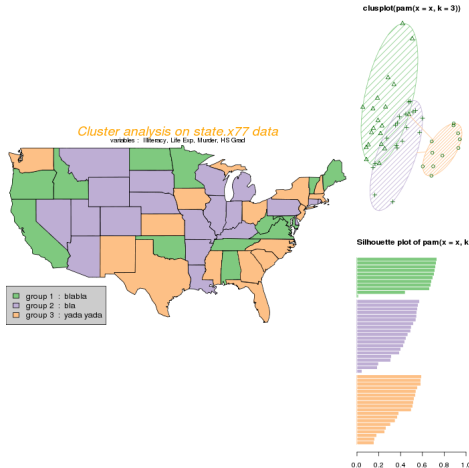 clusplot(pam(x = x, k = 3))
Cluster analysis on state.x77 data
variables : Illiteracy, Life Exp, Murder, HS Grad
group 1 : blabla
group 2 : bla
group 3 : yada yada
Silhouette plot of pam(x = x, k
0.0 0.2 0.4 0.6 0.8 1.0